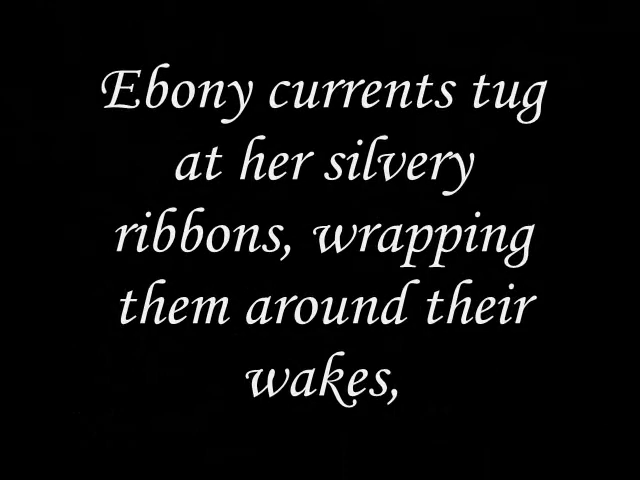 Ebony currents tug
at her silvery
ribbons, wrapping
them around their
wakes,